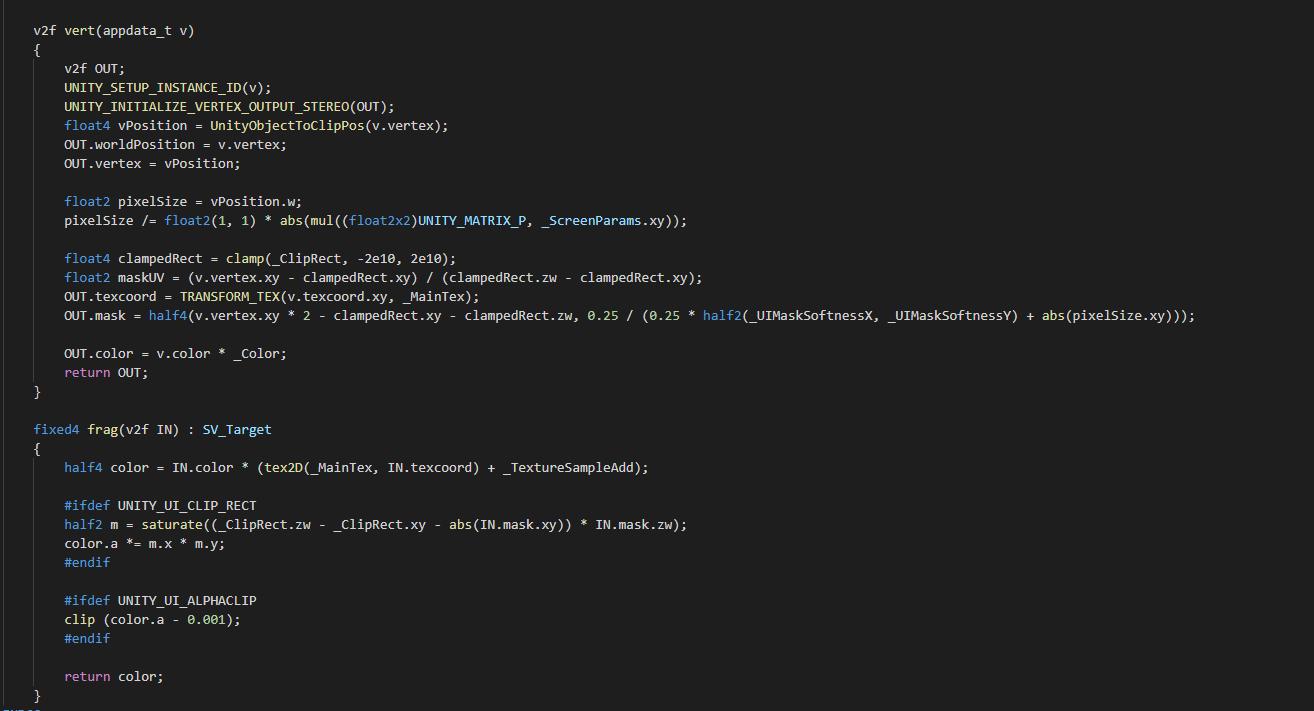 v2f vert(appdata_t v)
{
v2f OUT;
UNITY_SETUP_INSTANCE_ID(v);
UNITY_INITIALIZE_VERTEX_OUTPUT_STEREO(OUT);
float4 vPosition = UnityObjectToClipPos(v.vertex);
OUT.worldPosition = v.vertex;
OUT.vertex = vPosition;
float2 pixelSize = vPosition.w;
pixelSize /= float2(1, 1) * abs(mul((float2x2)UNITY_MATRIX_P, _ScreenParams.xy));
float4 clampedRect = clamp(_ClipRect, -2e10, 2e10);
float2 maskUV = (v.vertex.xy - clampedRect.xy) / (clampedRect.zw - clampedRect.xy);
OUT.texcoord = TRANSFORM_TEX(v.texcoord.xy, _MainTex);
OUT.mask = half4(v.vertex.xy * 2 - clampedRect.xy - clampedRect.zw, 0.25 / (0.25 * half2(_UIMaskSoftnessX, _UIMaskSoftnessY) + abs(pixelSize.xy)));
OUT.color = v.color * _Color;
return OUT;
}
fixed4 frag(v2f IN) : SV_Target
{
half4 color = IN.color * (tex2D(_MainTex, IN.texcoord) + _TextureSampleAdd);
#ifdef UNITY_UI_CLIP_RECT
half2 m = saturate((_ClipRect.zw - _ClipRect.xy - abs(IN.mask.xy)) * IN.mask.zw);
color.a *= m.x * m.y;
#endif
#ifdef UNITY_UI_ALPHACLIP
clip (color.a - 0.001);
#endif
return color;
}